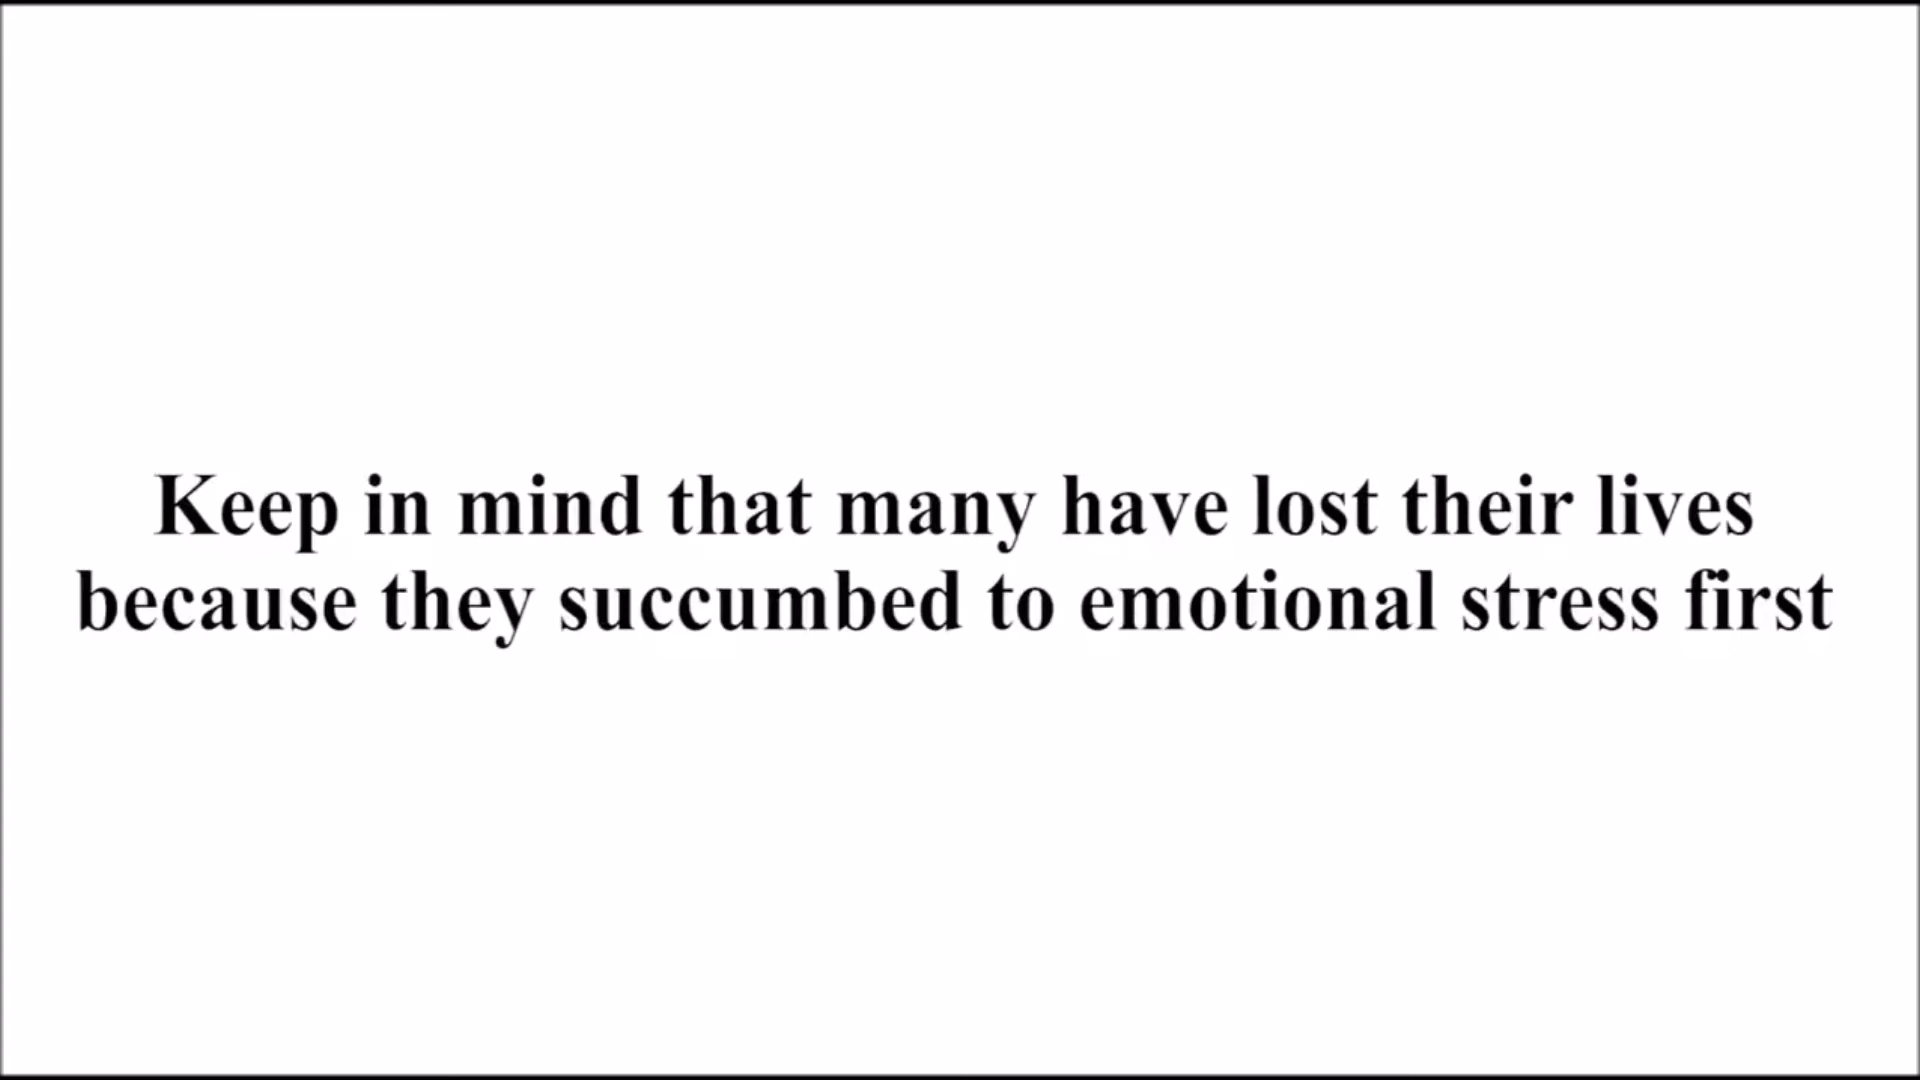 Keep in mind that many have lost their lives
because they succumbed to emotional stress first